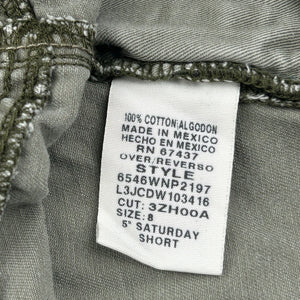 100% COTTON/ALGODON
MADE IN MEXICO
HECHO EN MEXICO
RN 67437
OVER/REVERSO
STYLE
6546WNP2197
L3JCDW103416
CUT: 3ZH00A
SIZE: 8
5" SATURDAY
SHORT